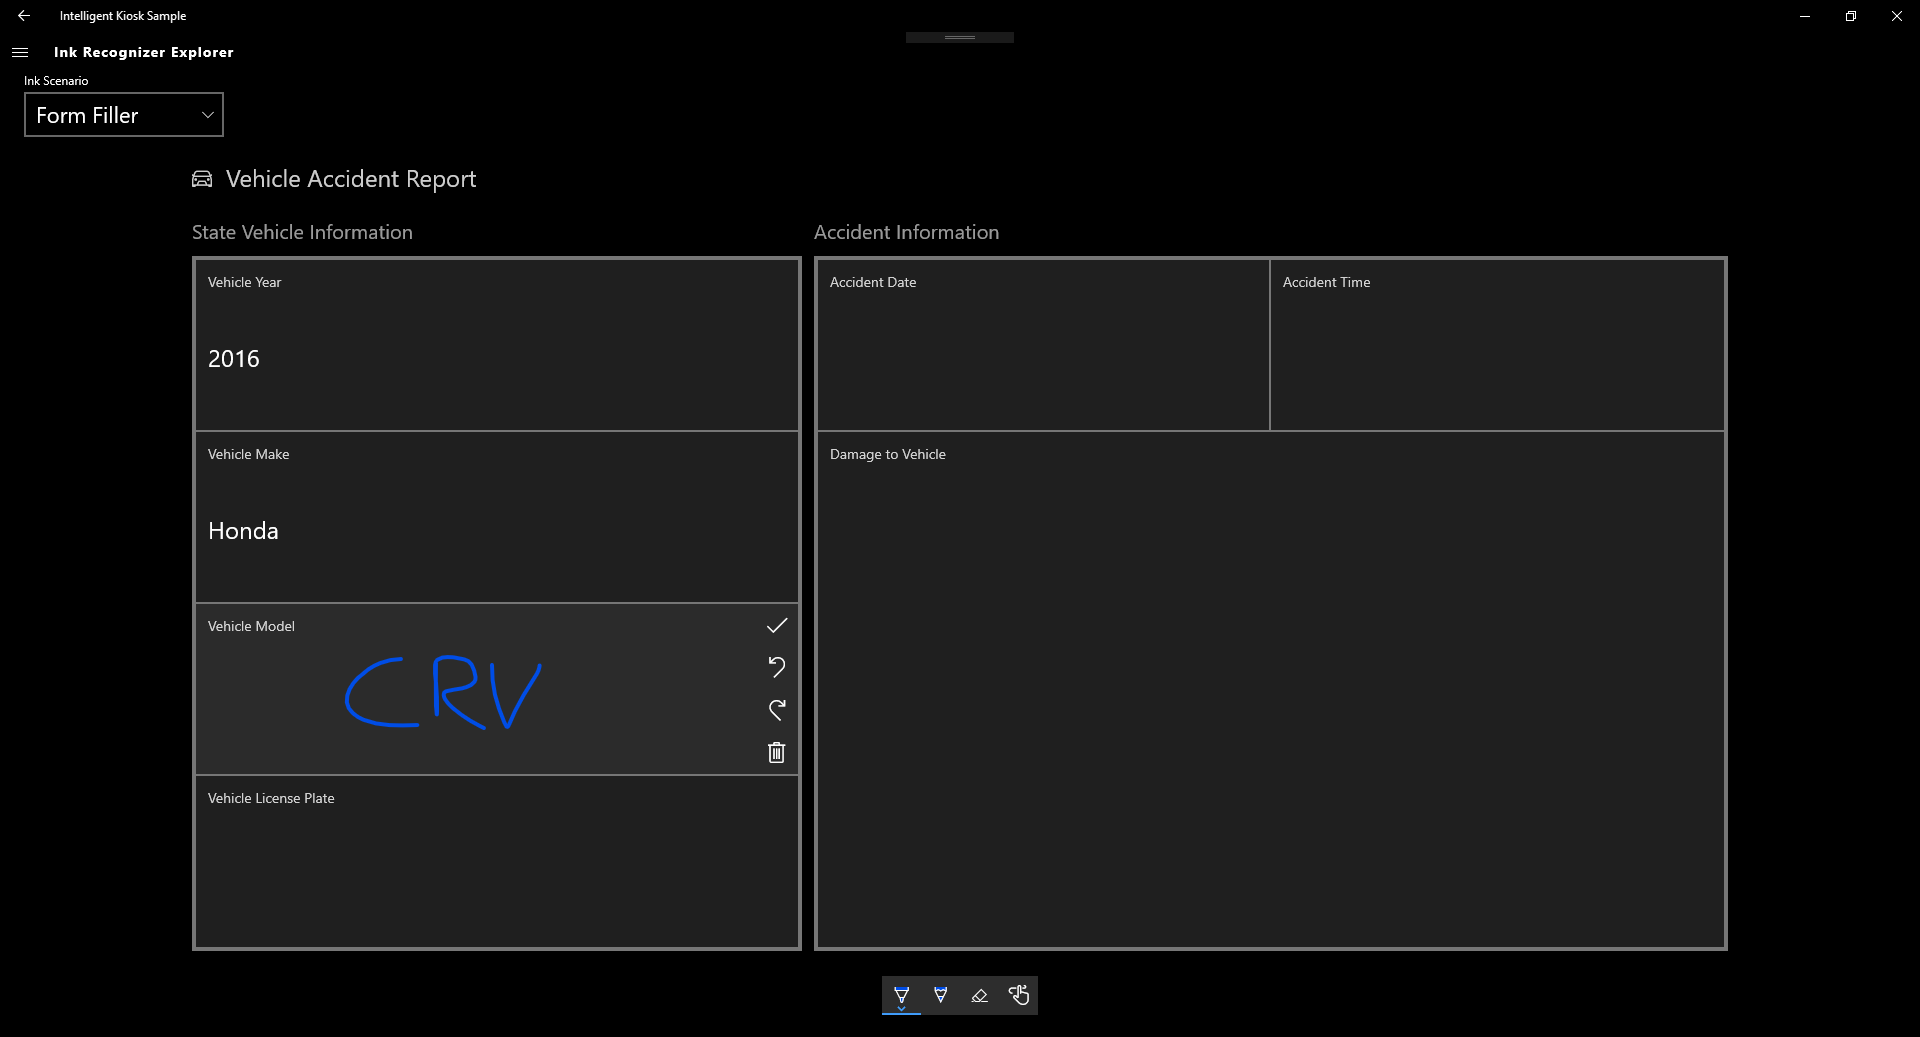 Intelligent Kiosk Sample
Ink Recognizer Explorer
Ink Scenario
Form Filler
Vehicle Accident Report
State Vehicle Information
Vehicle Year
2016
Vehicle Make
Honda
Vehicle Model
CRV
Vehicle License Plate
Accident Information
Accident Date
Accident Time
Damage to Vehicle